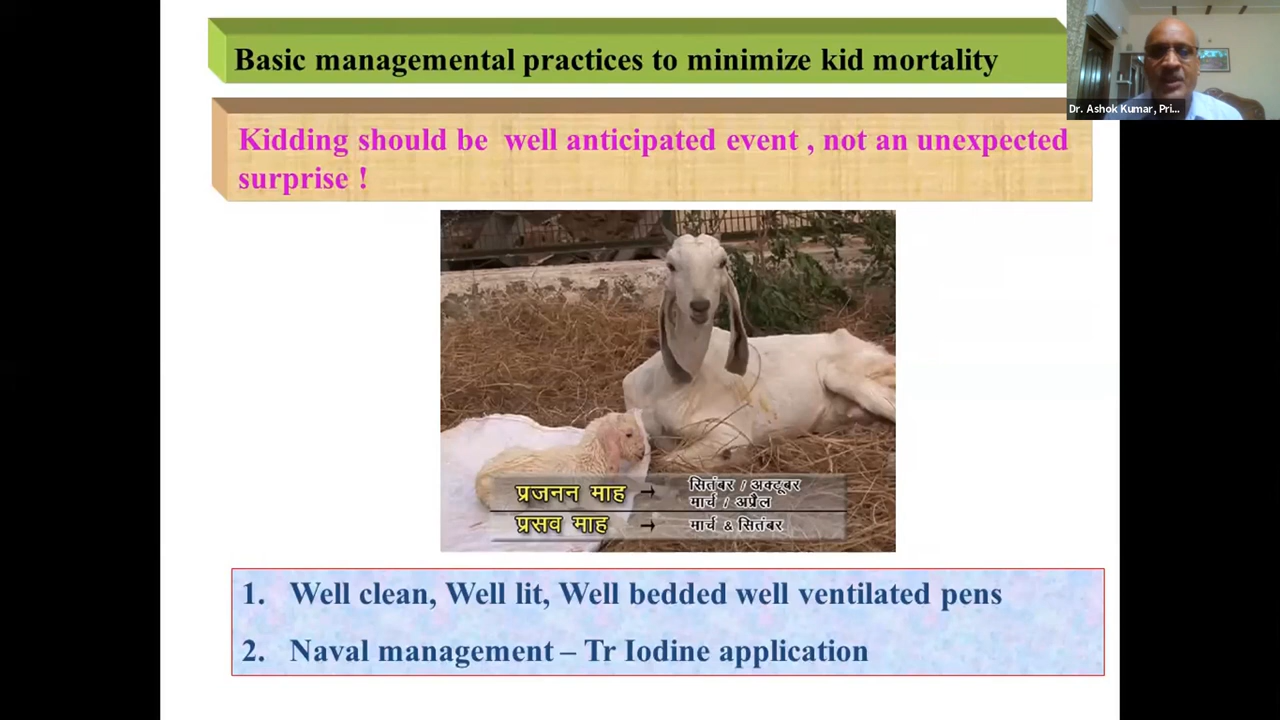 Basic managemental practices to minimize kid mortality
Dr. Ashok Kumar, Pri...
Kidding should be well anticipated event , not an unexpected
surprise !
प्रजनन माह → सितंबर / अक्टूबर
मार्च / अप्रैल
प्रसव माह → मार्च & सितंबर
1. Well clean, Well lit, Well bedded well ventilated pens
2. Naval management – Tr Iodine application